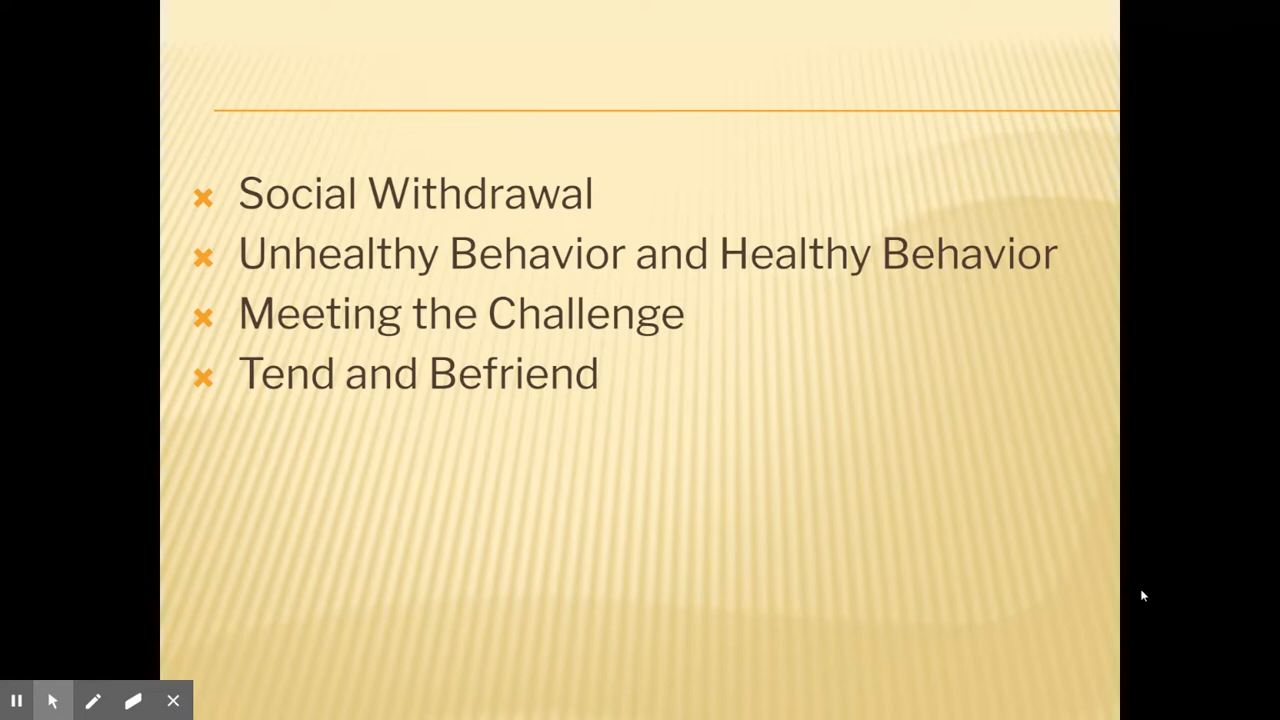 Social Withdrawal
Unhealthy Behavior and Healthy Behavior
Meeting the Challenge
Tend and Befriend